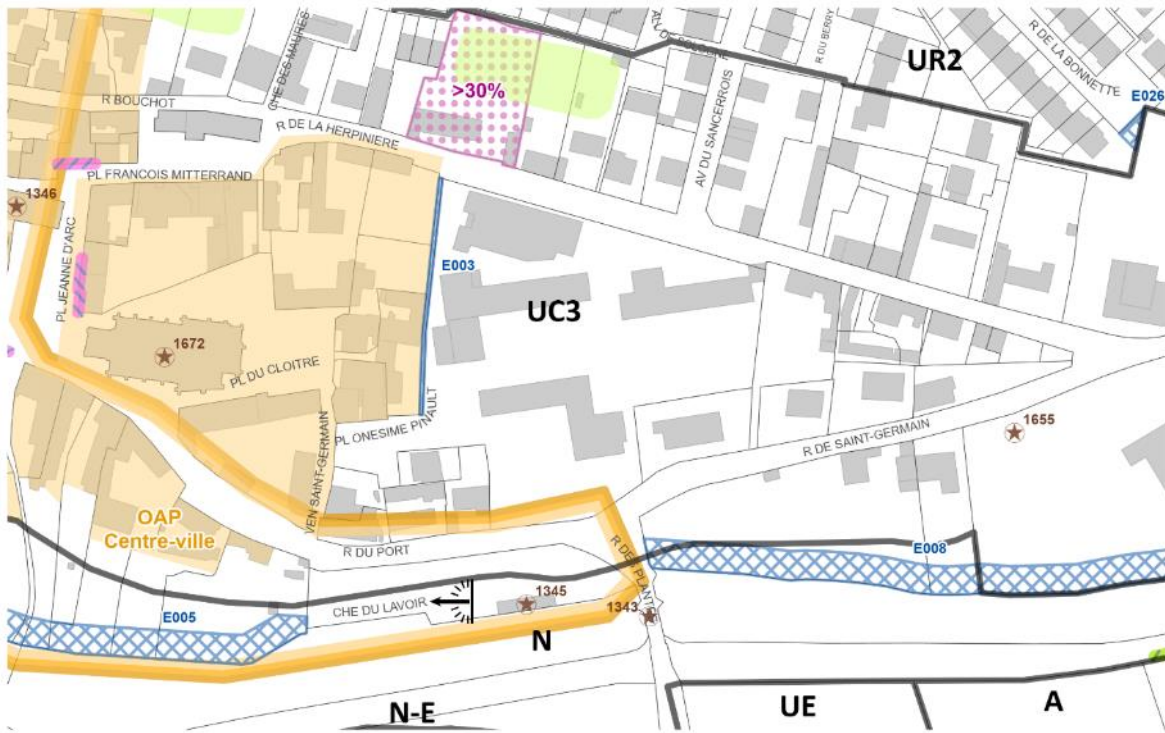 UR2
R DE LA BONNETTE
R DU BERRY
E026
CHE DES MAURES
R BOUCHOT
>30%
R DE LA HERPINIERE
AV DU SANCERROIS
PL FRANCOIS MITTERRAND
1346
PL JEANNE D'ARC
E003
UC3
1672
PL DU CLOITRE
PL ONESIME PINAULT
VEN SAINT-GERMAIN
R DE SAINT-GERMAIN
1655
OAP
Centre-ville
R DU PORT
E008
CHE DU LAVOIR
1345
1343
E005
N
N-E
UE
A